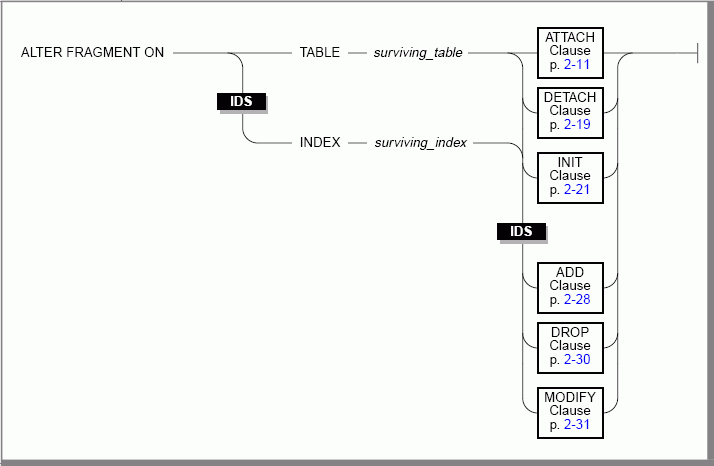 ALTER FRAGMENT ON
TABLE
surviving_table
ATTACH
Clause
p. 2-11
IDS
DETACH
Clause
p. 2-19
INDEX
surviving_index
INIT
Clause
p. 2-21
IDS
ADD
Clause
p. 2-28
DROP
Clause
p. 2-30
MODIFY
Clause
p. 2-31